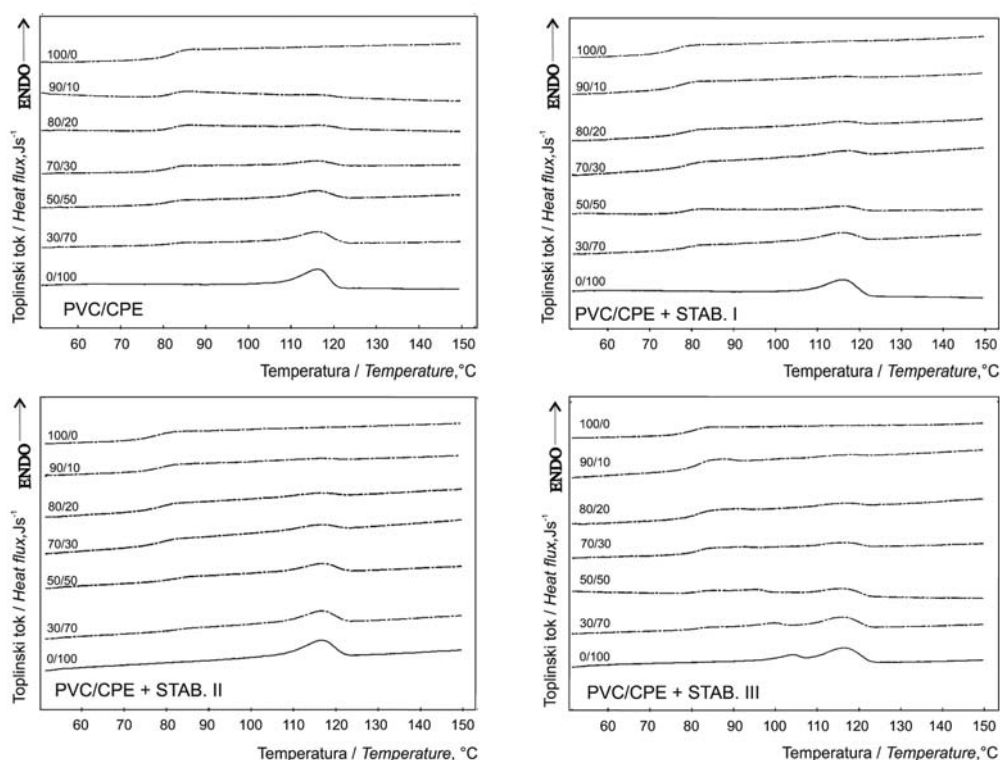 ENDO
Toplinski tok / Heat flux,Js-1
100/0
90/10
80/20
70/30
50/50
30/70
0/100
PVC/CPE
60 70 80 90 100 110 120 130 140 150
Temperatura / Temperature,°C
ENDO
Toplinski tok / Heat flux,Js-1
100/0
90/10
80/20
70/30
50/50
30/70
0/100
PVC/CPE + STAB. I
60 70 80 90 100 110 120 130 140 150
Temperatura / Temperature,°C
ENDO
Toplinski tok / Heat flux,Js-1
100/0
90/10
80/20
70/30
50/50
30/70
0/100
PVC/CPE + STAB. II
60 70 80 90 100 110 120 130 140 150
Temperatura / Temperature, °C
ENDO
Toplinski tok / Heat flux,Js-1
100/0
90/10
80/20
70/30
50/50
30/70
0/100
PVC/CPE + STAB. III
60 70 80 90 100 110 120 130 140 150
Temperatura / Temperature, °C